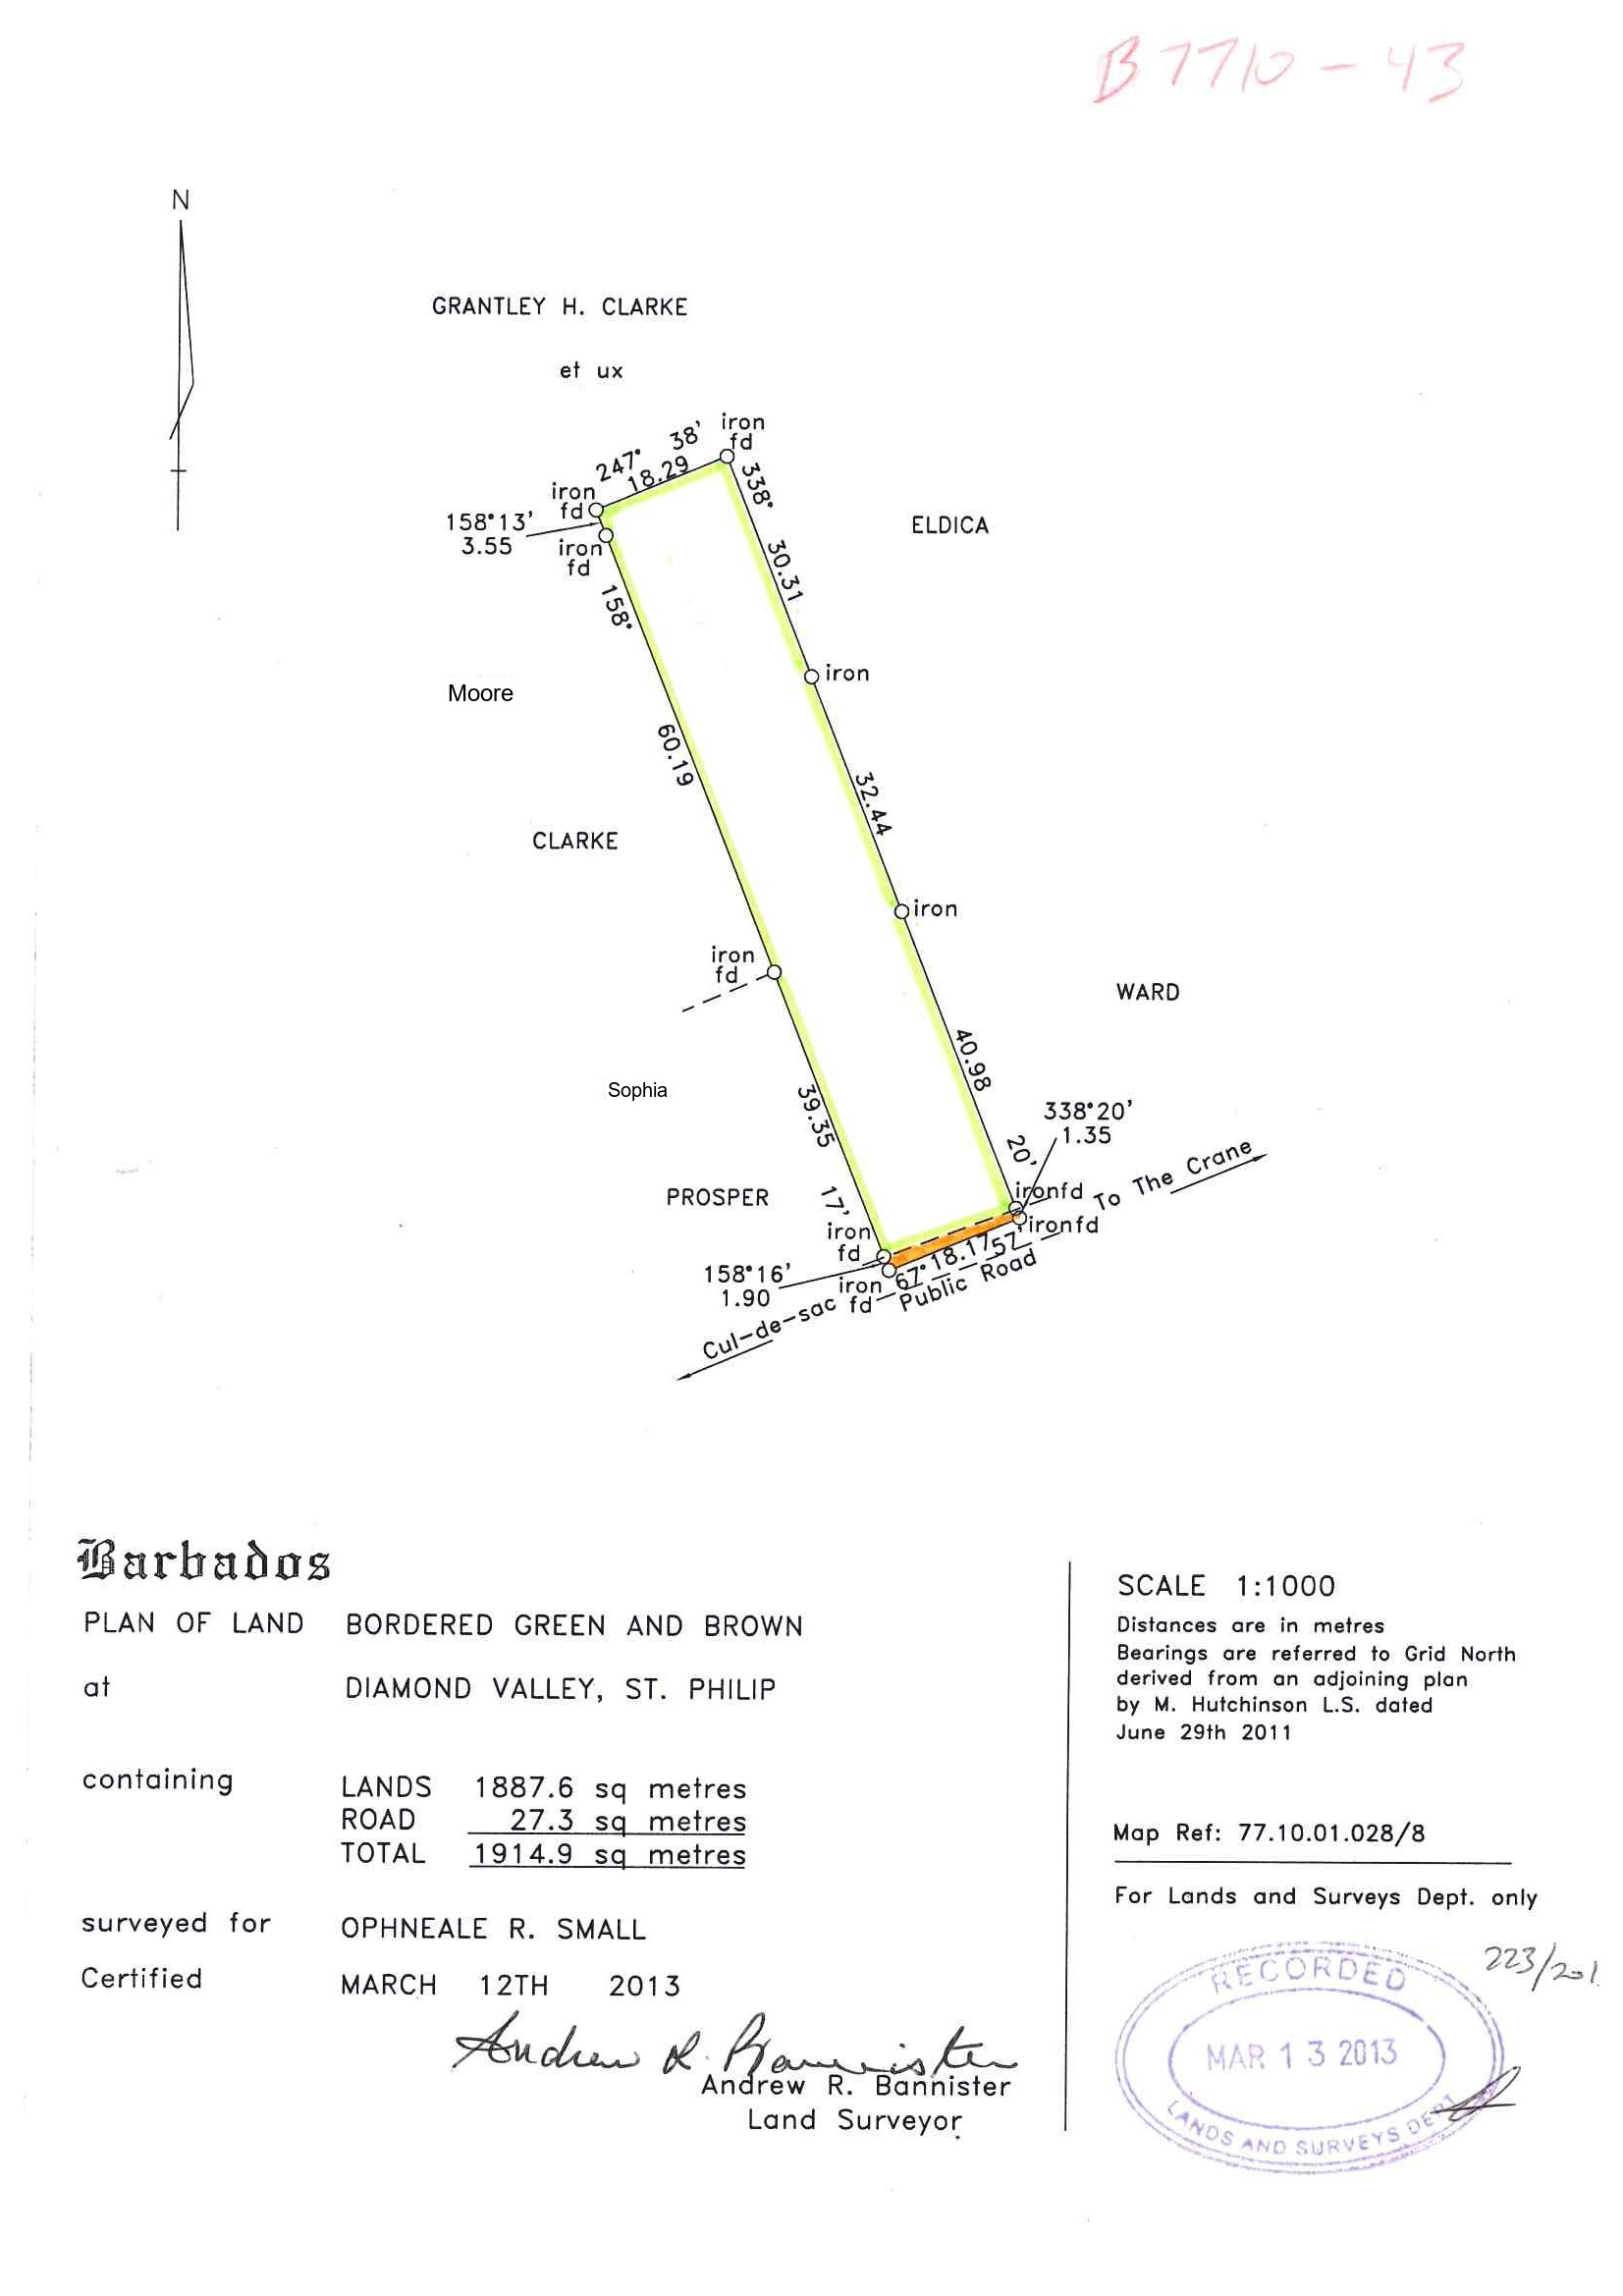 B7710-43
N
GRANTLEY H. CLARKE
et ux
iron
fd
247° 38'
18.29
iron
fd
158°13'
3.55
iron
fd
338°
ELDICA
30.31
158°
iron
Moore
60.19
32.44
CLARKE
iron
iron
fd
WARD
40.98
Sophia
39.35
338°20'
1.35
20'
To The Crane
PROSPER
17'
iron fd
iron fd
iron
fd
158°16'
1.90
iron
fd
67° 57'
18.17
Public Road
Cul-de-sac
Barbados
PLAN OF LAND BORDERED GREEN AND BROWN
at DIAMOND VALLEY, ST. PHILIP
containing LANDS 1887.6 sq metres
ROAD 27.3 sq metres
TOTAL 1914.9 sq metres
surveyed for OPHNEALE R. SMALL
Certified MARCH 12TH 2013
Andrew R. Bannister
Andrew R. Bannister
Land Surveyor
SCALE 1:1000
Distances are in metres
Bearings are referred to Grid North
derived from an adjoining plan
by M. Hutchinson L.S. dated
June 29th 2011
Map Ref: 77.10.01.028/8
For Lands and Surveys Dept. only
223/201
RECORDED
MAR 13 2013
LANDS AND SURVEYS DEPT